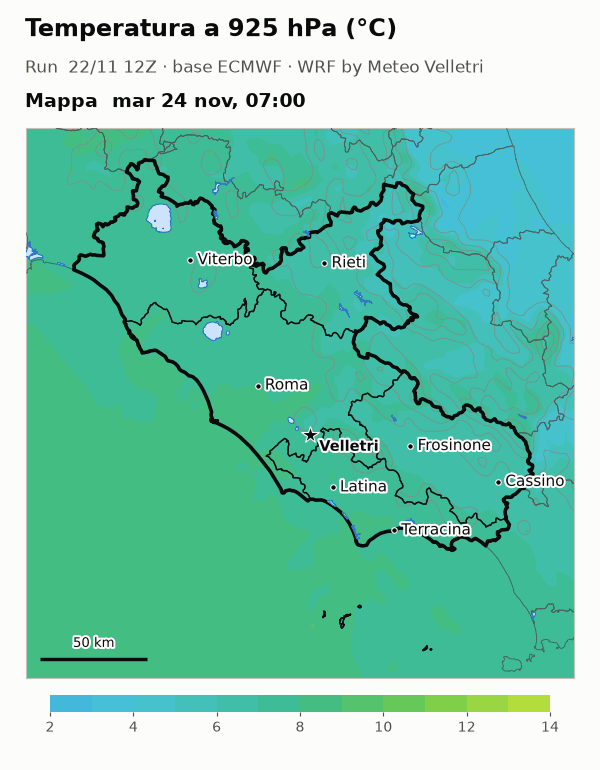 Temperatura a 925 hPa (°C)
Run  22/11 12Z · base ECMWF · WRF by Meteo Velletri
Mappa  mar 24 nov, 07:00
Viterbo
Rieti
Roma
Velletri
Frosinone
Cassino
Latina
Terracina
50 km
2 4 6 8 10 12 14